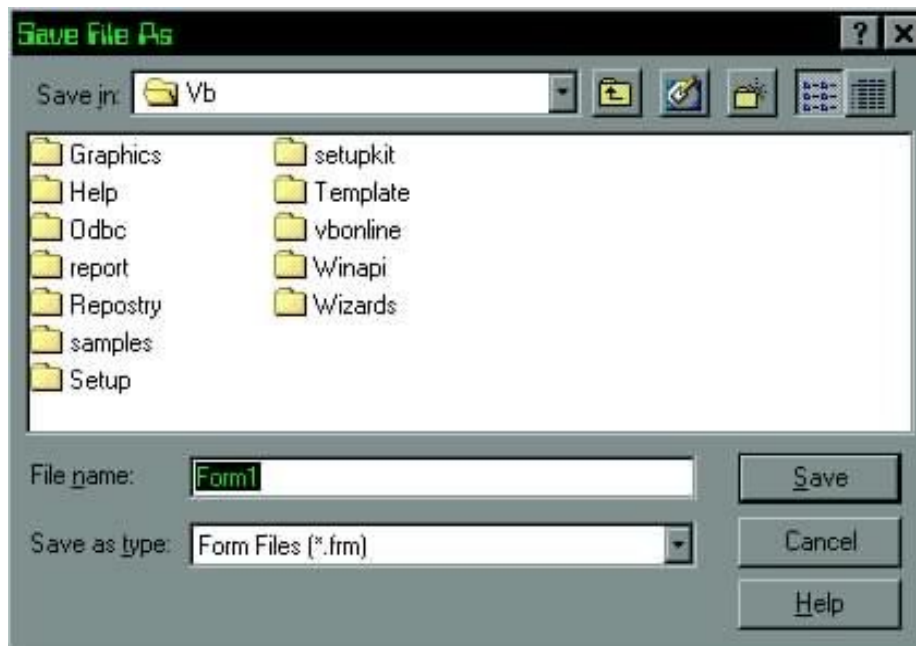 Save File As
Save in: Vb
Graphics
Help
Odbc
report
Repostry
samples
Setup
setupkit
Template
vbonline
Winapi
Wizards
File name: Form1
Save
Save as type: Form Files (*.frm)
Cancel
Help